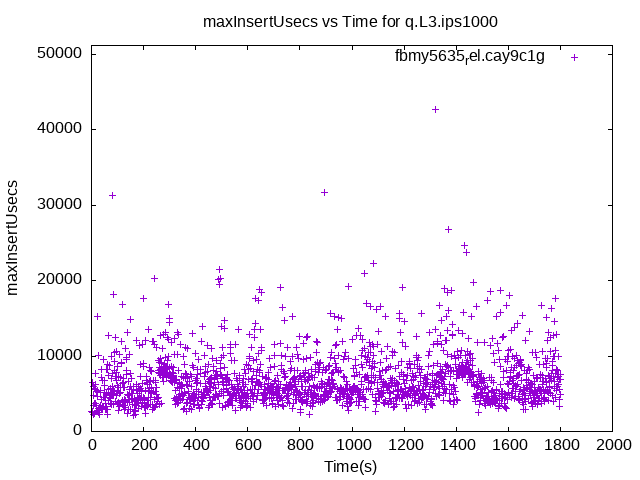 maxInsertUsecs vs Time for q.L3.ips1000
fbmy5635rel.cay9c1g
maxInsertUsecs
50000
40000
30000
20000
10000
0
0 200 400 600 800 1000 1200 1400 1600 1800 2000
Time(s)